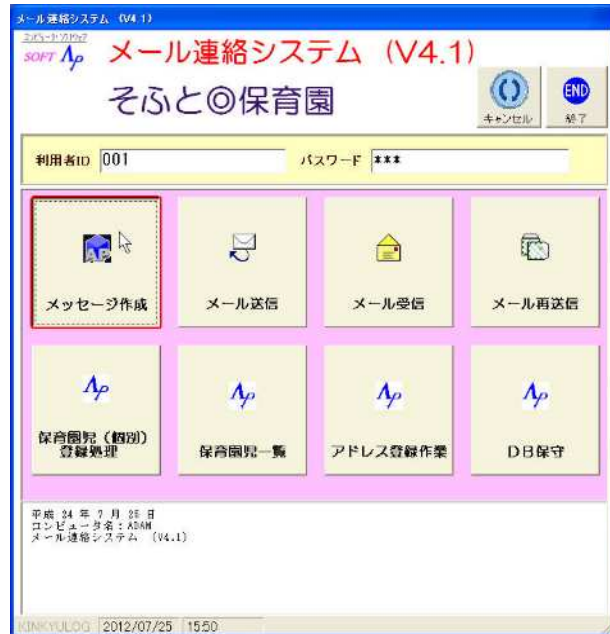 メール連絡システム (V4.1)
SOFT Λρ
メール連絡システム (V4.1)
そふと◎保育園
キャンセル
END
終了
利用者ID 001 パスワード ***
メッセージ作成
メール送信
メール受信
メール再送信
保育園児(個別)
登録処理
保育園児一覧
アドレス登録作業
DB保守
平成 24 年 7 月 25 日
コンピュータ名:ADAM
メール連絡システム (V4.1)
KINKYULOG 2012/07/25 15:50